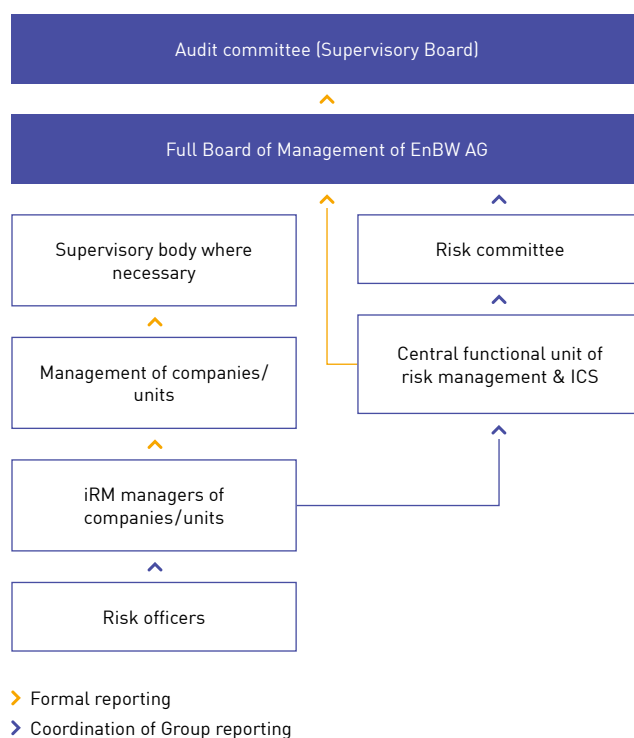 Audit committee (Supervisory Board)
Full Board of Management of EnBW AG
Supervisory body where
necessary
Risk committee
Management of companies/
units
Central functional unit of
risk management & ICS
iRM managers of
companies/units
Risk officers
Formal reporting
Coordination of Group reporting